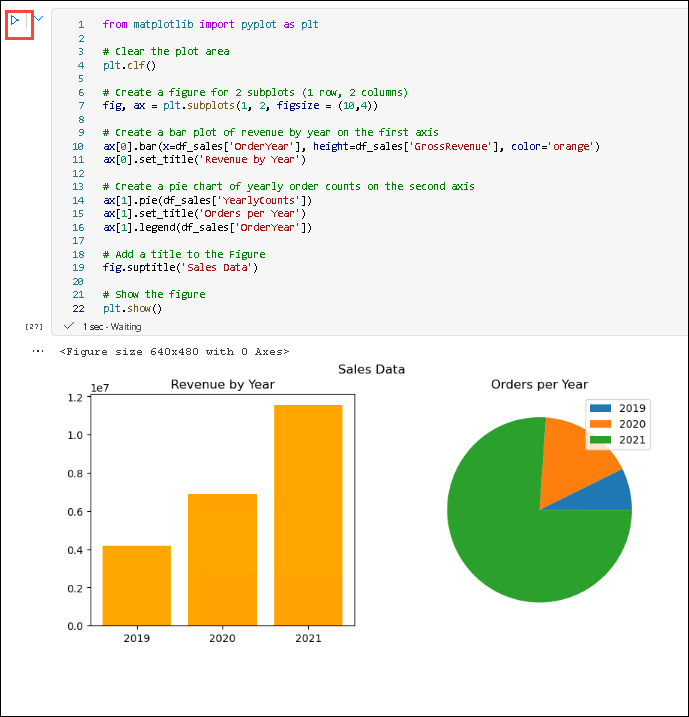 1 from matplotlib import pyplot as plt
2
3 # Clear the plot area
4 plt.clf()
5
6 # Create a figure for 2 subplots (1 row, 2 columns)
7 fig, ax = plt.subplots(1, 2, figsize = (10,4))
8
9 # Create a bar plot of revenue by year on the first axis
10 ax[0].bar(x=df_sales['OrderYear'], height=df_sales['GrossRevenue'], color='orange')
11 ax[0].set_title('Revenue by Year')
12
13 # Create a pie chart of yearly order counts on the second axis
14 ax[1].pie(df_sales['YearlyCounts'])
15 ax[1].set_title('Orders per Year')
16 ax[1].legend(df_sales['OrderYear'])
17
18 # Add a title to the Figure
19 fig.suptitle('Sales Data')
20
21 # Show the figure
22 plt.show()
[27] 1 sec - Waiting
<Figure size 640x480 with 0 Axes>
Sales Data
Revenue by Year
1e7
1.2
1.0
0.8
0.6
0.4
0.2
0.0
2019 2020 2021
Orders per Year
2019
2020
2021